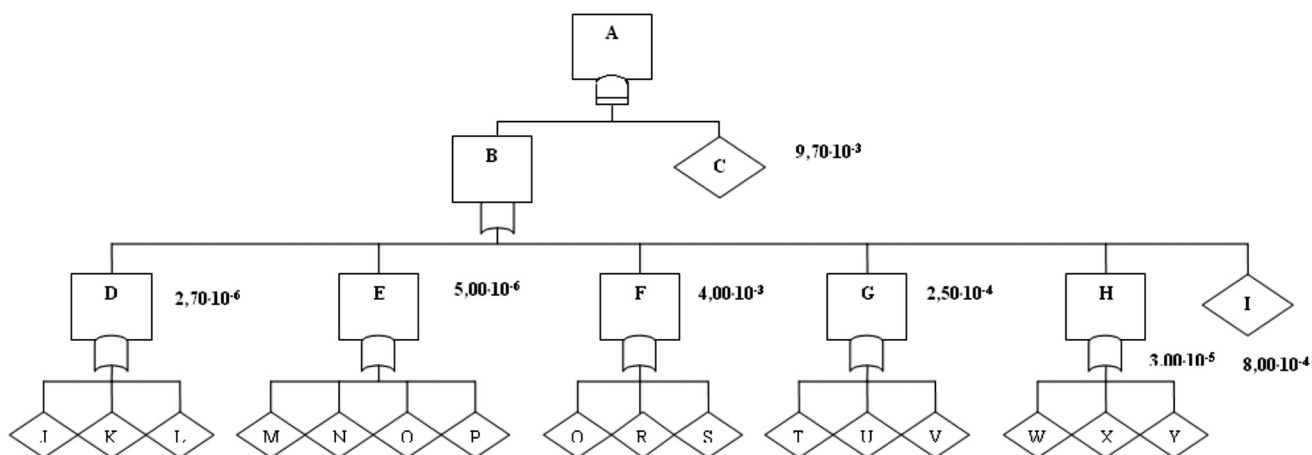 A
B
C
9,70·10⁻³
D
2,70·10⁻⁶
E
5,00·10⁻⁶
F
4,00·10⁻³
G
2,50·10⁻⁴
H
3,00·10⁻⁵
I
8,00·10⁻⁴
J K L M N O P Q R S T U V W X Y